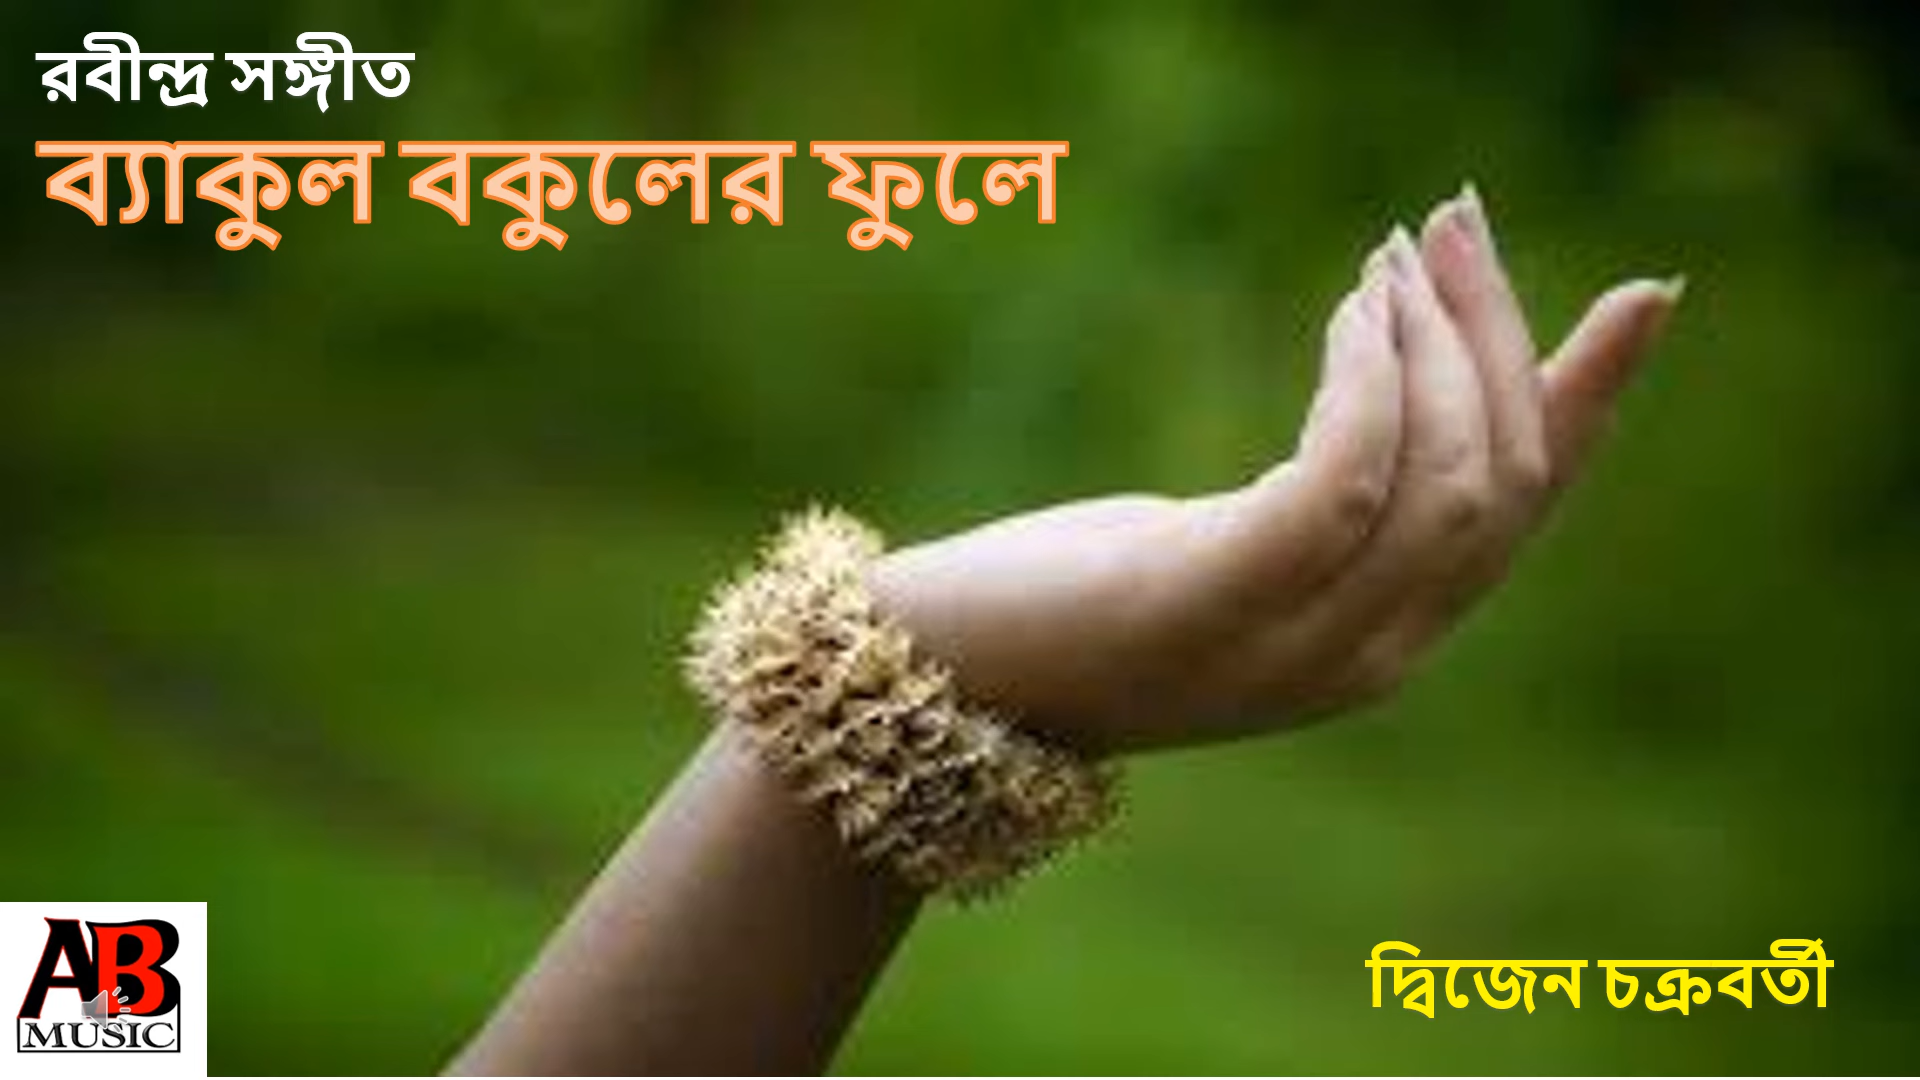 রবীন্দ্র সঙ্গীত
ব্যাকুল বকুলের ফুলে
দ্বিজেন চক্রবর্তী
AB
MUSIC